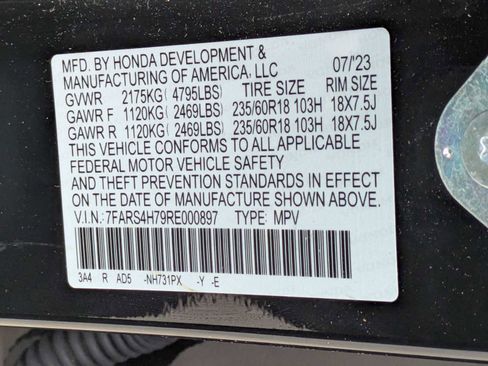 MFD. BY HONDA DEVELOPMENT &
MANUFACTURING OF AMERICA, LLC 07/23
GVWR 2175KG( 4795LBS) TIRE SIZE RIM SIZE
GAWR F 1120KG( 2469LBS) 235/60R18 103H 18X7.5J
GAWR R 1120KG( 2469LBS) 235/60R18 103H 18X7.5J
THIS VEHICLE CONFORMS TO ALL APPLICABLE
FEDERAL MOTOR VEHICLE SAFETY
AND THEFT PREVENTION STANDARDS IN EFFECT
ON THE DATE OF MANUFACTURE SHOWN ABOVE.
V.I.N: 7FARS4H79RE000897 TYPE: MPV
3A4 R AD5 -NH731PX -Y -E